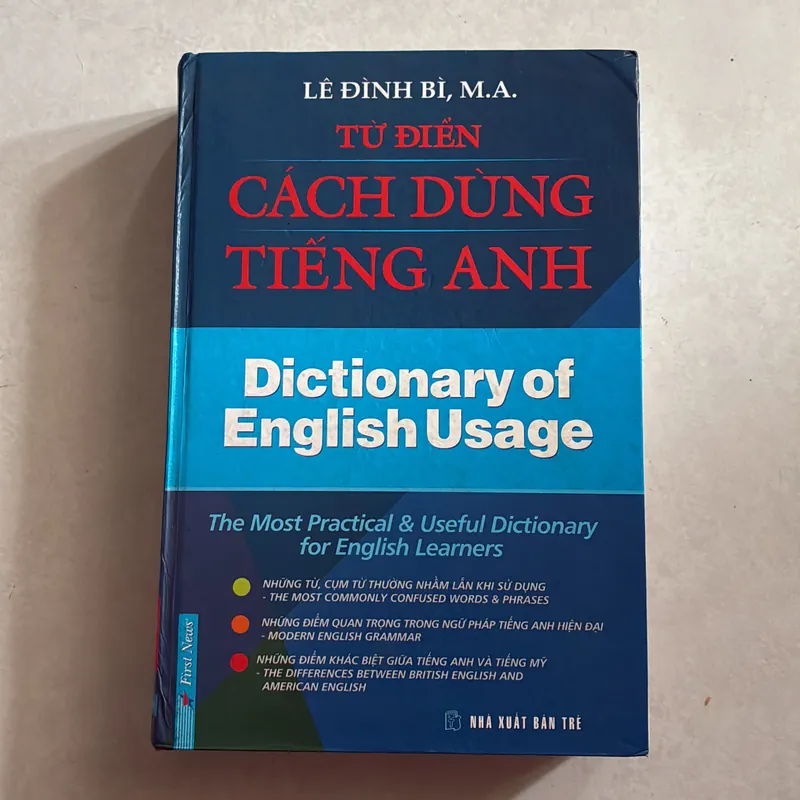 LÊ ĐÌNH BÌ, M.A.
TỪ ĐIỂN
CÁCH DÙNG
TIẾNG ANH
Dictionary of
English Usage
The Most Practical & Useful Dictionary
for English Learners
NHỮNG TỪ, CỤM TỪ THƯỜNG NHẦM LẪN KHI SỬ DỤNG
- THE MOST COMMONLY CONFUSED WORDS & PHRASES
NHỮNG ĐIỂM QUAN TRỌNG TRONG NGỮ PHÁP TIẾNG ANH HIỆN ĐẠI
- MODERN ENGLISH GRAMMAR
NHỮNG ĐIỂM KHÁC BIỆT GIỮA TIẾNG ANH VÀ TIẾNG MỸ
- THE DIFFERENCES BETWEEN BRITISH ENGLISH AND
AMERICAN ENGLISH
First News
NHÀ XUẤT BẢN TRẺ